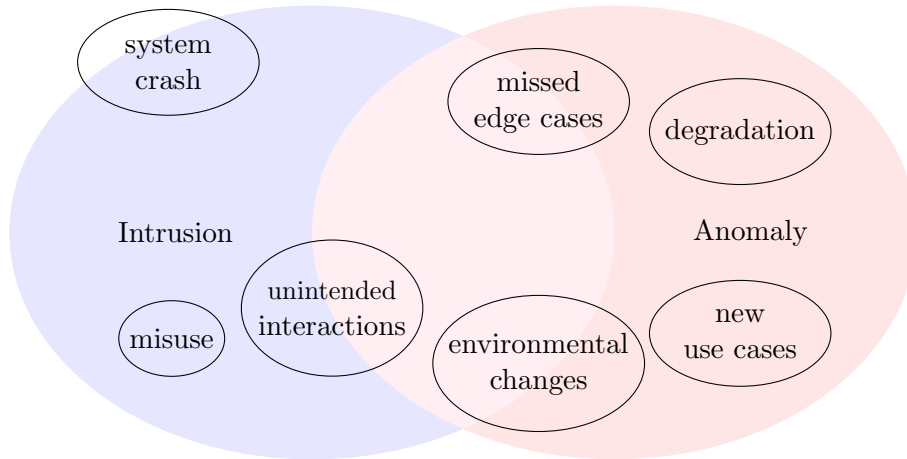 system
crash
missed
edge cases
degradation
Intrusion
Anomaly
unintended
interactions
misuse
environmental
changes
new
use cases